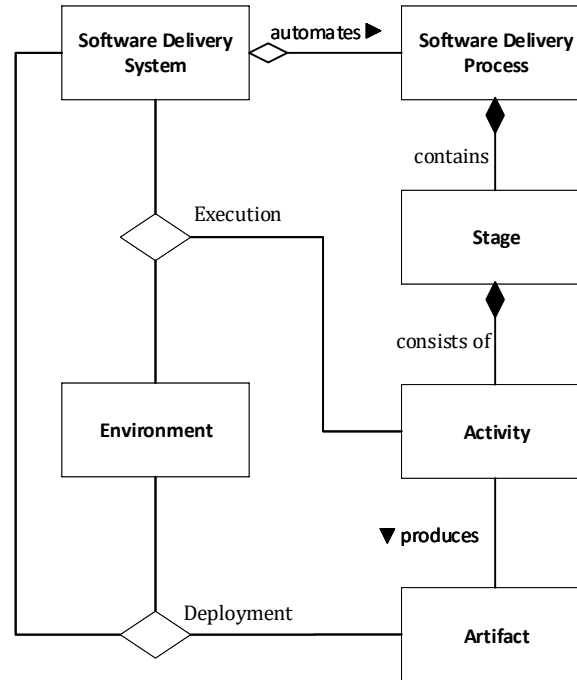 Software Delivery
System
automates ▶
Software Delivery
Process
contains
Execution
Stage
consists of
Environment
Activity
▼ produces
Deployment
Artifact